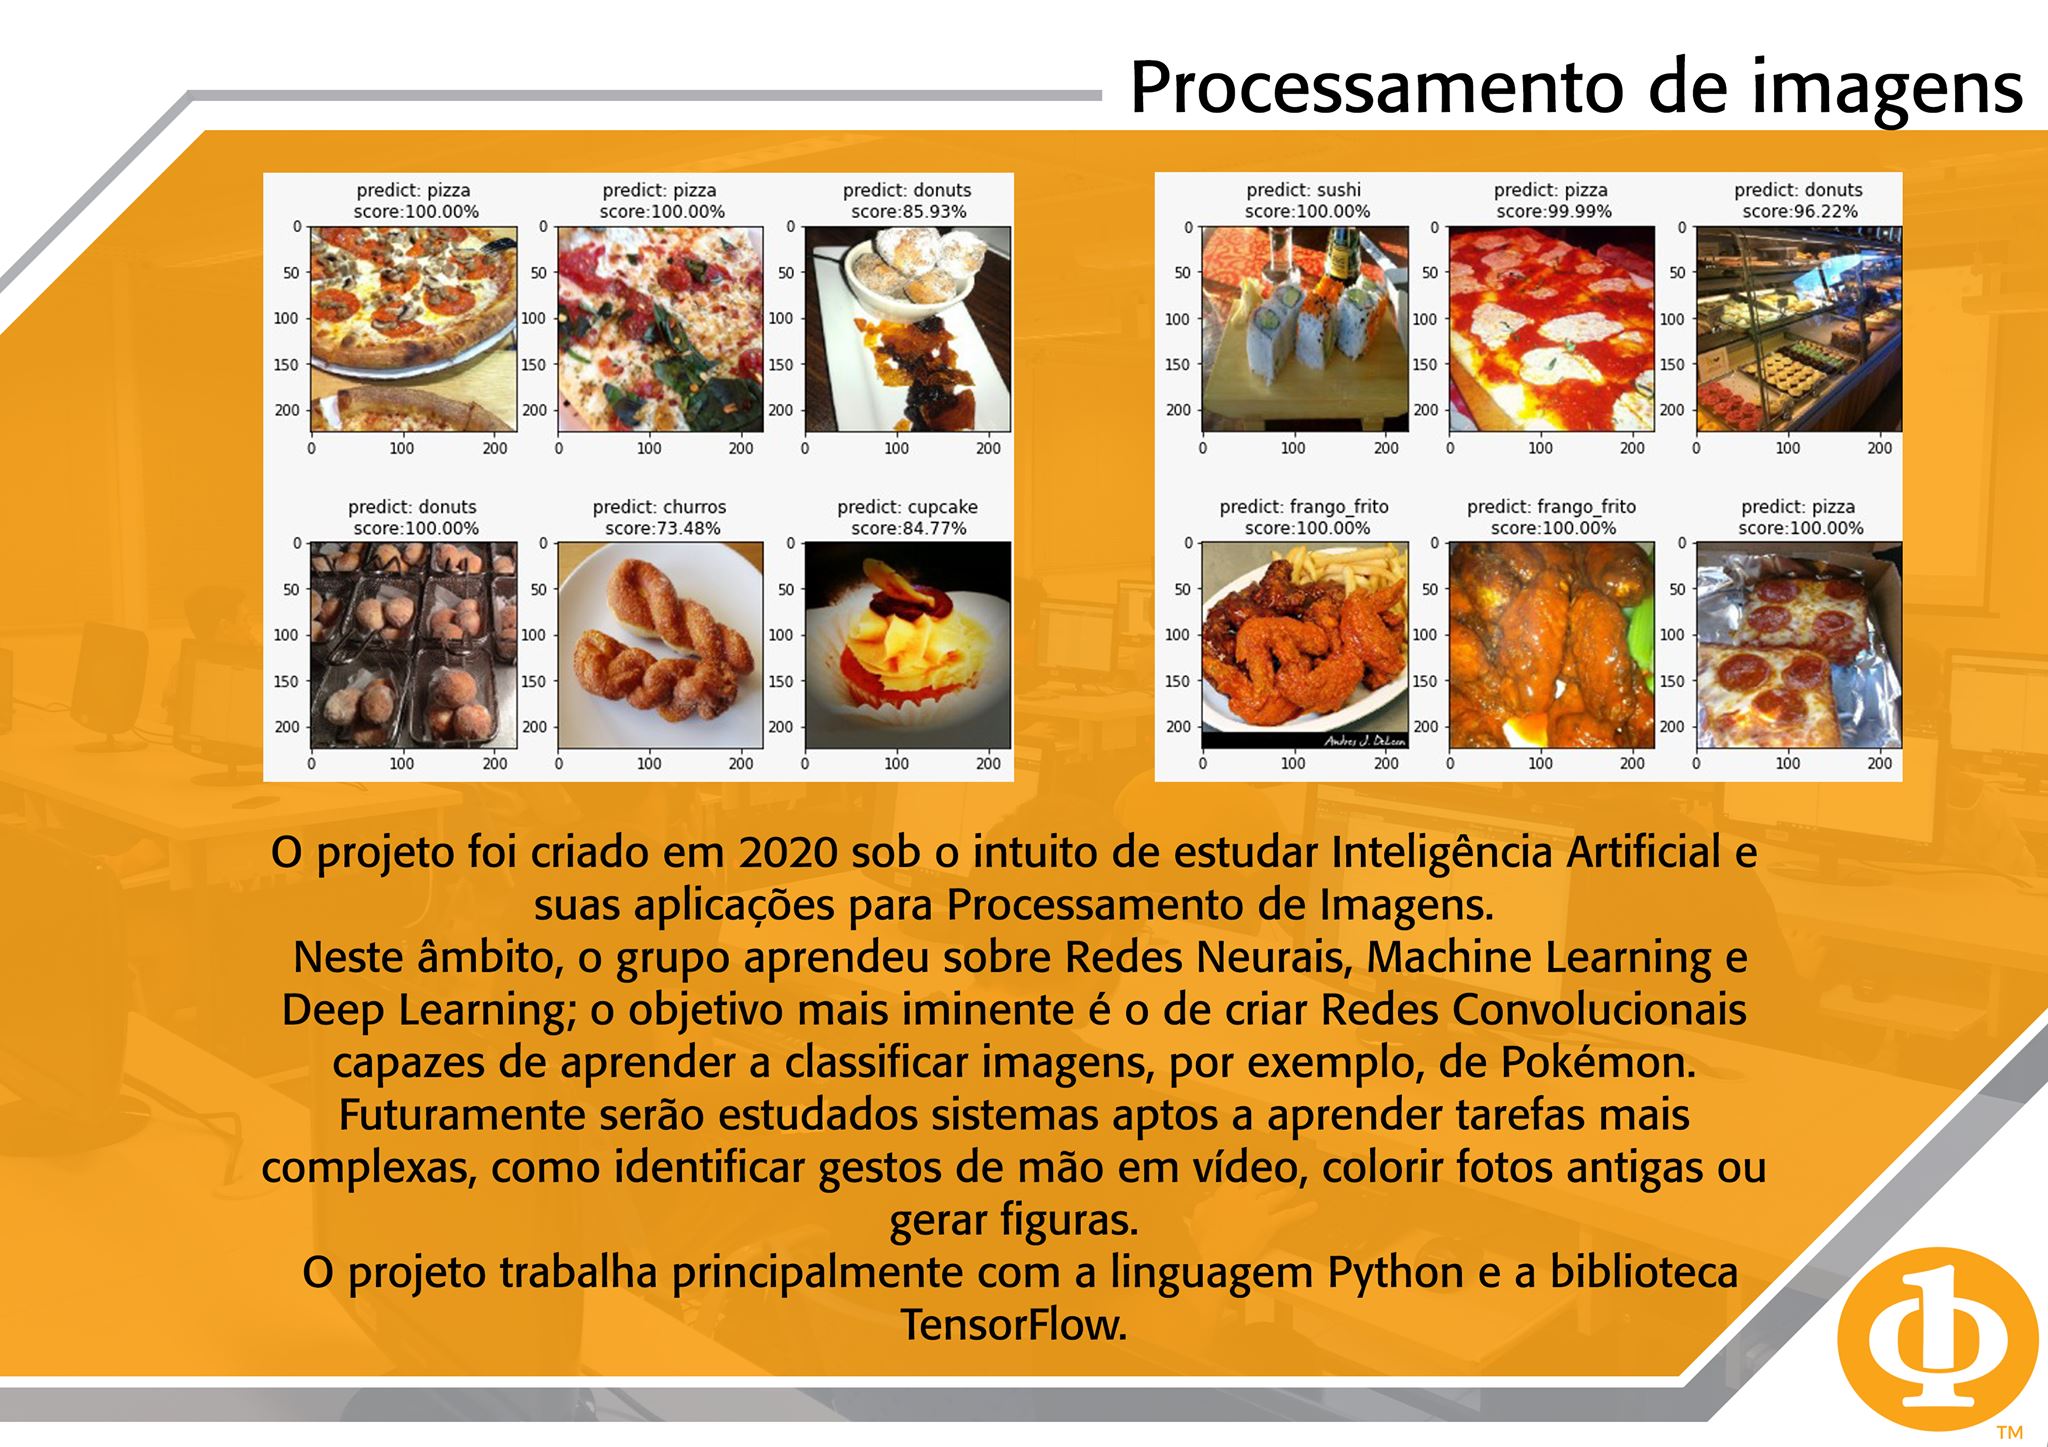 Processamento de imagens
predict: pizza
score:100.00%
predict: pizza
score:100.00%
predict: donuts
score:85.93%
0
50
100
150
200
0 100 200
0
50
100
150
200
0 100 200
0
50
100
150
200
0 100 200
predict: donuts
score:100.00%
predict: churros
score:73.48%
predict: cupcake
score:84.77%
0
50
100
150
200
0 100 200
0
50
100
150
200
0 100 200
0
50
100
150
200
0 100 200
predict: sushi
score:100.00%
predict: pizza
score:99.99%
predict: donuts
score:96.22%
0
50
100
150
200
0 100 200
0
50
100
150
200
0 100 200
0
50
100
150
200
0 100 200
predict: frango_frito
score:100.00%
predict: frango_frito
score:100.00%
predict: pizza
score:100.00%
0
50
100
150
200
0 100 200
Andres J. DeLeon
0
50
100
150
200
0 100 200
0
50
100
150
200
0 100 200
O projeto foi criado em 2020 sob o intuito de estudar Inteligência Artificial e
suas aplicações para Processamento de Imagens.
Neste âmbito, o grupo aprendeu sobre Redes Neurais, Machine Learning e
Deep Learning; o objetivo mais iminente é o de criar Redes Convolucionais
capazes de aprender a classificar imagens, por exemplo, de Pokémon.
Futuramente serão estudados sistemas aptos a aprender tarefas mais
complexas, como identificar gestos de mão em vídeo, colorir fotos antigas ou
gerar figuras.
O projeto trabalha principalmente com a linguagem Python e a biblioteca
TensorFlow.
TM